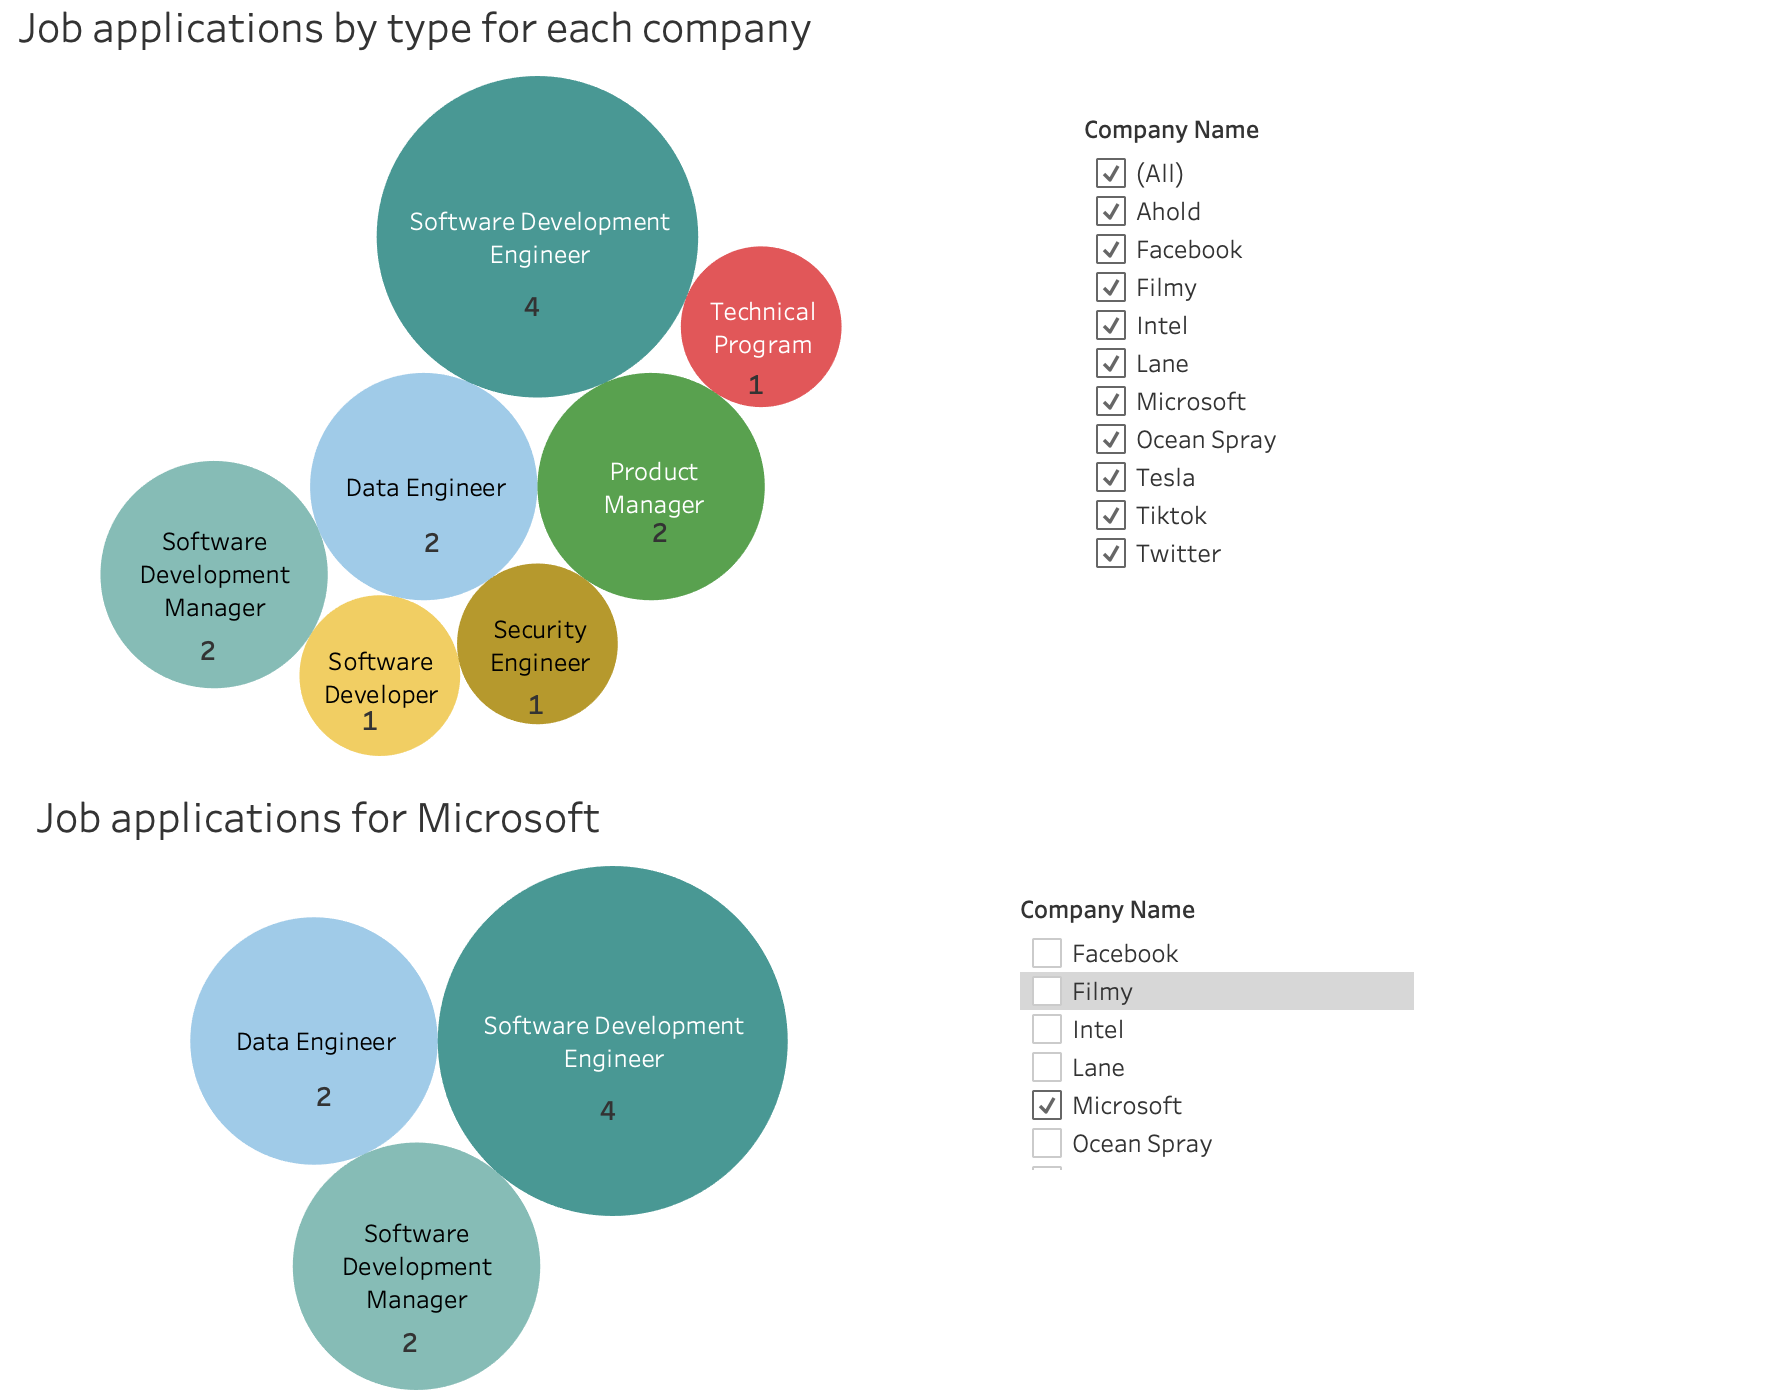 Job applications by type for each company
Software Development
Engineer
4
Technical
Program
1
Data Engineer
2
Product
Manager
2
Software
Development
Manager
2
Software
Developer
1
Security
Engineer
1
Company Name
(All)
Ahold
Facebook
Filmy
Intel
Lane
Microsoft
Ocean Spray
Tesla
Tiktok
Twitter
Job applications for Microsoft
Data Engineer
2
Software Development
Engineer
4
Software
Development
Manager
2
Company Name
Facebook
Filmy
Intel
Lane
Microsoft
Ocean Spray